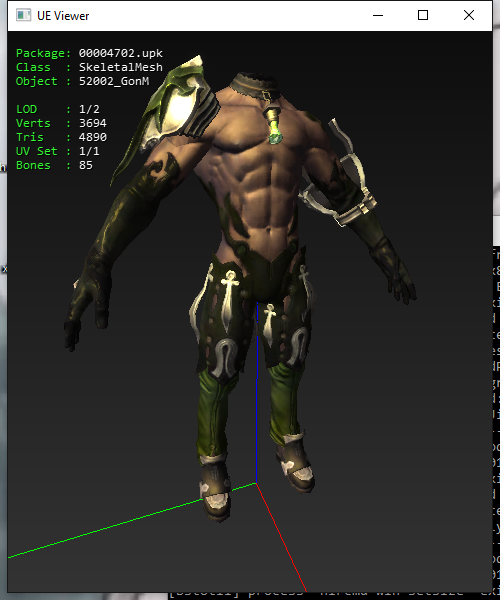 UE Viewer
Package: 00004702.upk
Class : SkeletalMesh
Object : 52002_GonM
LOD : 1/2
Verts : 3694
Tris : 4890
UV Set : 1/1
Bones : 85